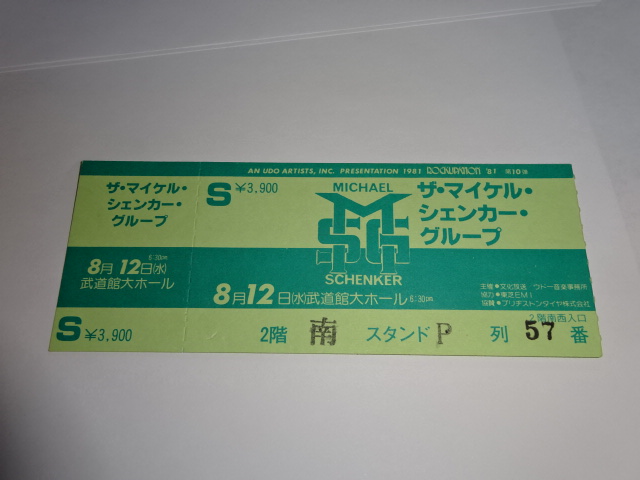 AN UDO ARTISTS, INC. PRESENTATION 1981 ROCKUPATION '81 第10弾
ザ・マイケル・
シェンカー・
グループ
8月12日(水)
6:30pm
武道館大ホール
S ¥3,900
S ¥3,900
MICHAEL
MSG
SCHENKER
ザ・マイケル・
シェンカー・
グループ
8月12日(水)武道館大ホール 6:30pm
主催●文化放送 ウドー音楽事務所
協力●東芝EMI
協賛●ブリヂストンタイヤ株式会社
2階南西入口
2階 南 スタンド P 列 57 番